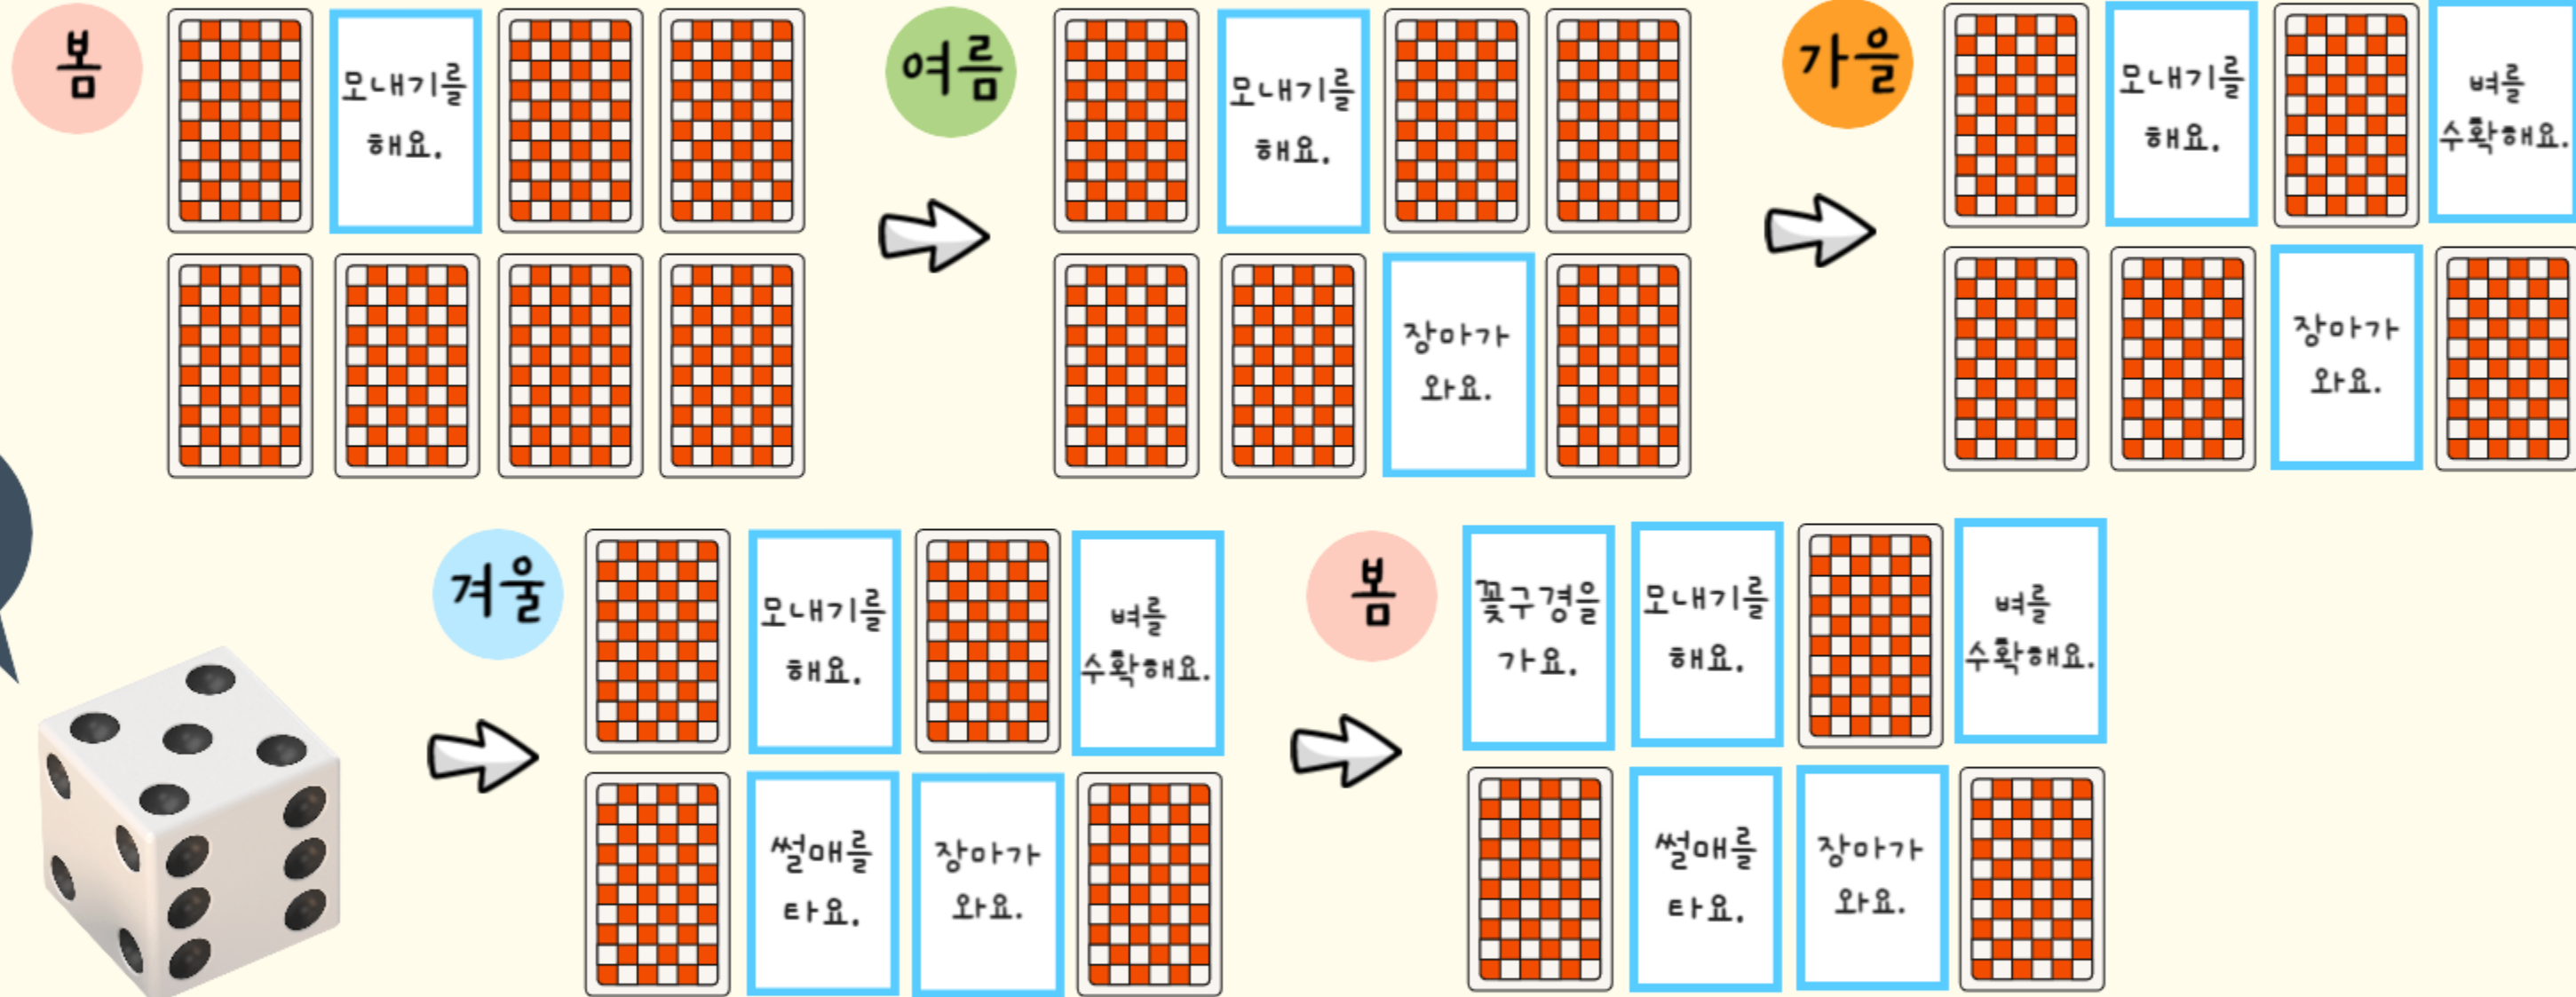 봄
모내기를
해요.
여름
모내기를
해요.
장마가
와요.
가을
모내기를
해요.
벼를
수확해요.
장마가
와요.
겨울
모내기를
해요.
벼를
수확해요.
썰매를
타요.
장마가
와요.
봄
꽃구경을
가요.
모내기를
해요.
벼를
수확해요.
썰매를
타요.
장마가
와요.